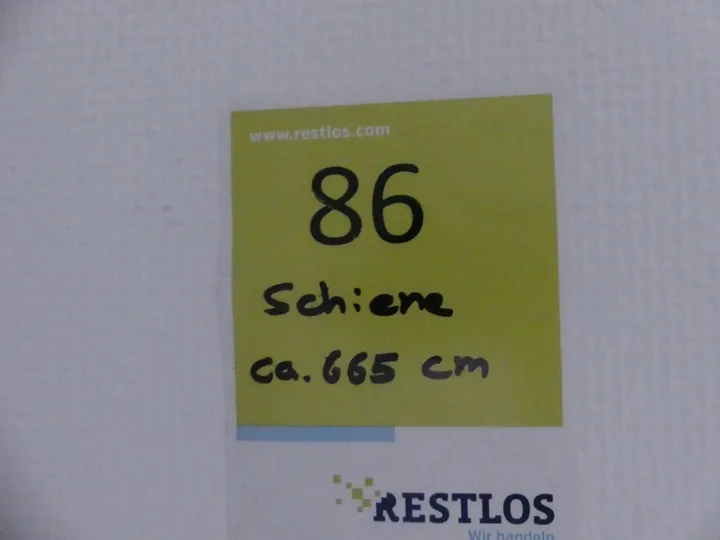 www.restlos.com
86
Schiene
ca. 665 cm
RESTLOS
Wir handeln